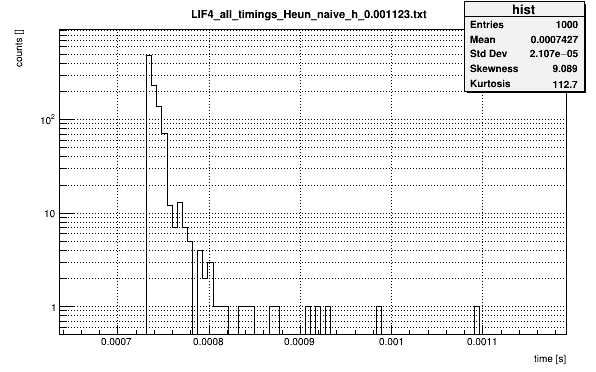 LIF4_all_timings_Heun_naive_h_0.001123.txt
hist
Entries 1000
Mean 0.0007427
Std Dev 2.107e−05
Skewness 9.089
Kurtosis 112.7
counts []
10²
10
1
0.0007 0.0008 0.0009 0.001 0.0011
time [s]